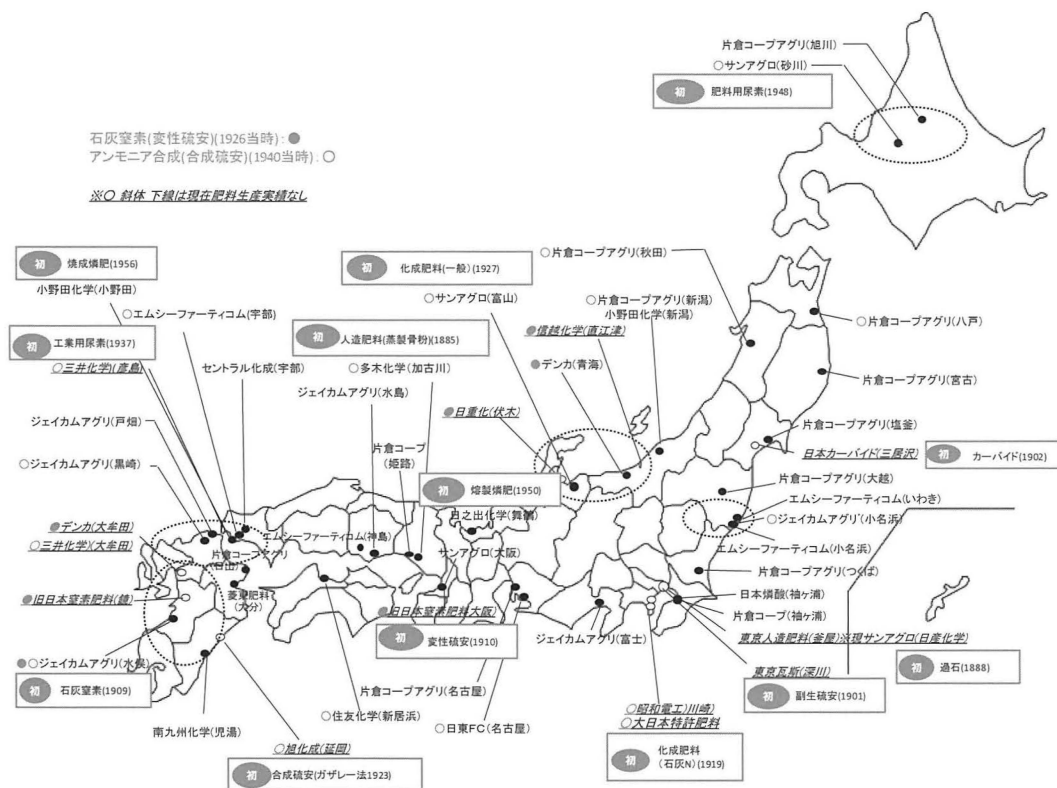 片倉コープアグリ(旭川)
○サンアグロ(砂川)
初 肥料用尿素(1948)
石灰窒素(変性硫安)(1926当時):●
アンモニア合成(合成硫安)(1940当時):○
※○ 斜体 下線は現在肥料生産実績なし
初 焼成燐肥(1956)
小野田化学(小野田)
○エムシーファーティコム(宇部)
初 工業用尿素(1937)
○三井化学)(彦島)
セントラル化成(宇部)
ジェイカムアグリ(戸畑)
○ジェイカムアグリ(黒崎)
●デンカ(大牟田)
○三井化学)(大牟田)
●旧日本窒素肥料(鏡)
●○ジェイカムアグリ(水俣)
初 石灰窒素(1909)
南九州化学(児湯)
○旭化成(延岡)
初 合成硫安(ガザレー法1923)
片倉コープアグリ
(日出)
菱東肥料
(大分)
初 化成肥料(一般)(1927)
○サンアグロ(富山)
初 人造肥料(蒸製骨粉)(1885)
○多木化学(加古川)
ジェイカムアグリ(水島)
片倉コープ
(姫路)
●日重化(伏木)
初 熔製燐肥(1950)
日之出化学(舞鶴)
エムシーファーティコム(神島)
サンアグロ(大阪)
●旧日本窒素肥料大阪)
初 変性硫安(1910)
片倉コープアグリ(名古屋)
○住友化学(新居浜)
○日東FC(名古屋)
○片倉コープアグリ(秋田)
○片倉コープアグリ(新潟)
小野田化学(新潟)
●信越化学(直江津)
●デンカ(青海)
○片倉コープアグリ(八戸)
片倉コープアグリ(宮古)
片倉コープアグリ(塩釜)
日本カーバイド(三居沢)
初 カーバイド(1902)
片倉コープアグリ(大越)
エムシーファーティコム(いわき)
○ジェイカムアグリ(小名浜)
エムシーファーティコム(小名浜)
片倉コープアグリ(つくば)
日本燐酸(袖ヶ浦)
片倉コープ(袖ヶ浦)
ジェイカムアグリ(富士)
東京人造肥料(釜屋)※現サンアグロ(日産化学)
初 過石(1888)
東京瓦斯(深川)
初 副生硫安(1901)
○昭和電工)川崎)
○大日本特許肥料
初 化成肥料
(石灰N)(1919)